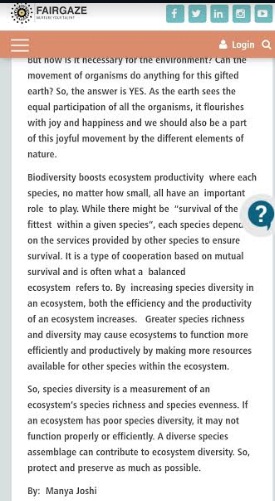 FAIRGAZE
f
in
Login
But how is it necessary for the environment? Can the
movement of organisms do anything for this gifted
earth? So, the answer is YES. As the earth sees the
equal participation of all the organisms, it flourishes
with joy and happiness and we should also be a part
of this joyful movement by the different elements of
nature.
Biodiversity boosts ecosystem productivity where each
species, no matter how small, all have an important
role to play. While there might be “survival of the
fittest within a given species”, each species
on the services provided by other species to ensure
survival. It is a type of cooperation based on mutual
survival and is often what a balanced
ecosystem refers to. By increasing species diversity in
an ecosystem, both the efficiency and the productivity
of an ecosystem increases. Greater species richness
and diversity may cause ecosystems to function more
efficiently and productively by making more resources
available for other species within the ecosystem.
So, species diversity is a measurement of an
ecosystem's species richness and species evenness. If
an ecosystem has poor species diversity, it may not
function properly or efficiently. A diverse species
assemblage can contribute to ecosystem diversity. So,
protect and preserve as much as possible.
By: Manya Joshi
?